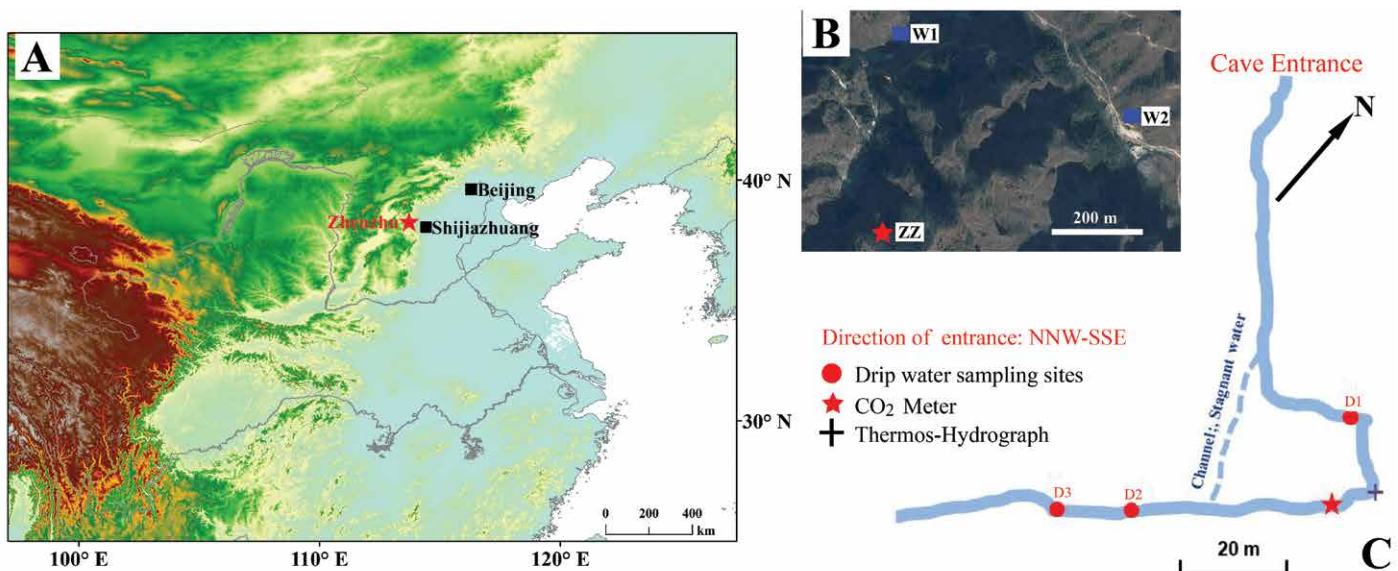 A
Beijing
Zhenzhu
Shijiazhuang
40° N
30° N
0 200 400
km
100° E
110° E
120° E
B
W1
W2
ZZ
200 m
Cave Entrance
N
Direction of entrance: NNW-SSE
Drip water sampling sites
CO₂ Meter
Thermos-Hydrograph
Channel;, Stagnant water
D1
D2
D3
20 m
C